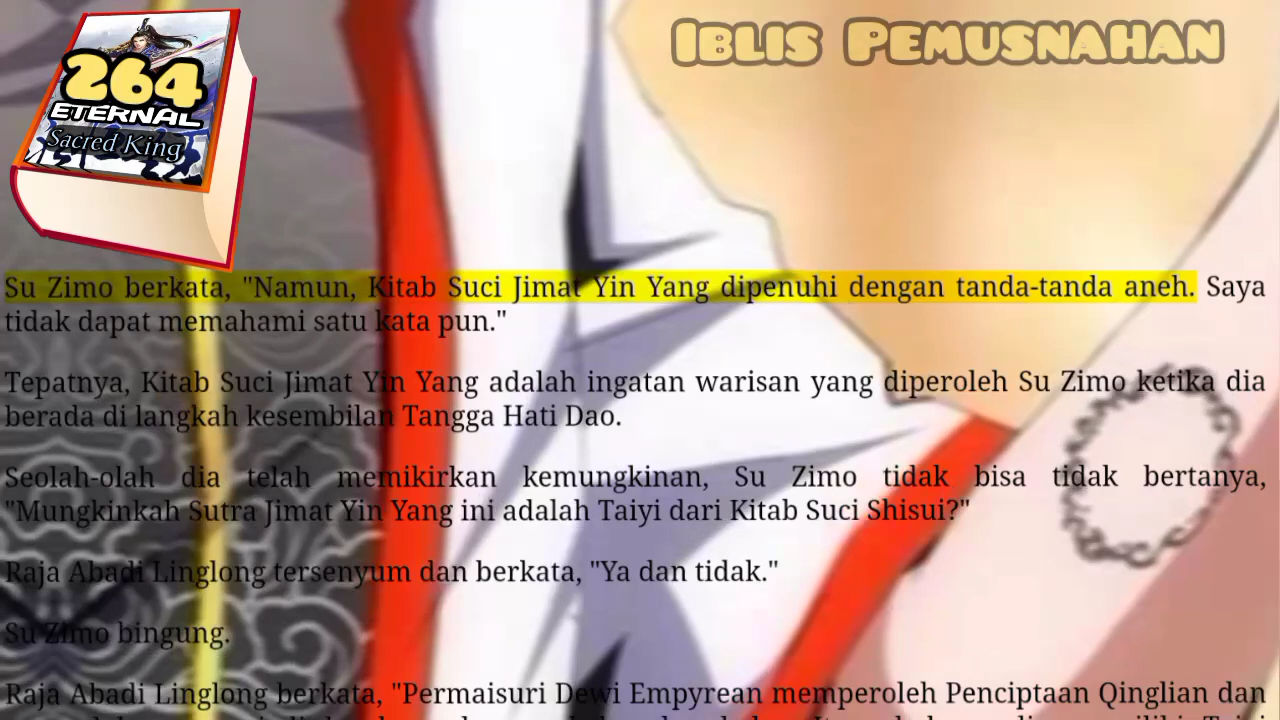 264
ETERNAL
Sacred King
Iblis Pemusnahan
Su Zimo berkata, "Namun, Kitab Suci Jimat Yin Yang dipenuhi dengan tanda-tanda aneh. Saya
tidak dapat memahami satu kata pun."
Tepatnya, Kitab Suci Jimat Yin Yang adalah ingatan warisan yang diperoleh Su Zimo ketika dia
berada di langkah kesembilan Tangga Hati Dao.
Seolah-olah dia telah memikirkan kemungkinan, Su Zimo tidak bisa tidak bertanya,
"Mungkinkah Sutra Jimat Yin Yang ini adalah Taiyi dari Kitab Suci Shisui?"
Raja Abadi Linglong tersenyum dan berkata, "Ya dan tidak."
Su Zimo bingung.
Raja Abadi Linglong berkata, "Permaisuri Dewi Empyrean memperoleh Penciptaan Qinglian dan